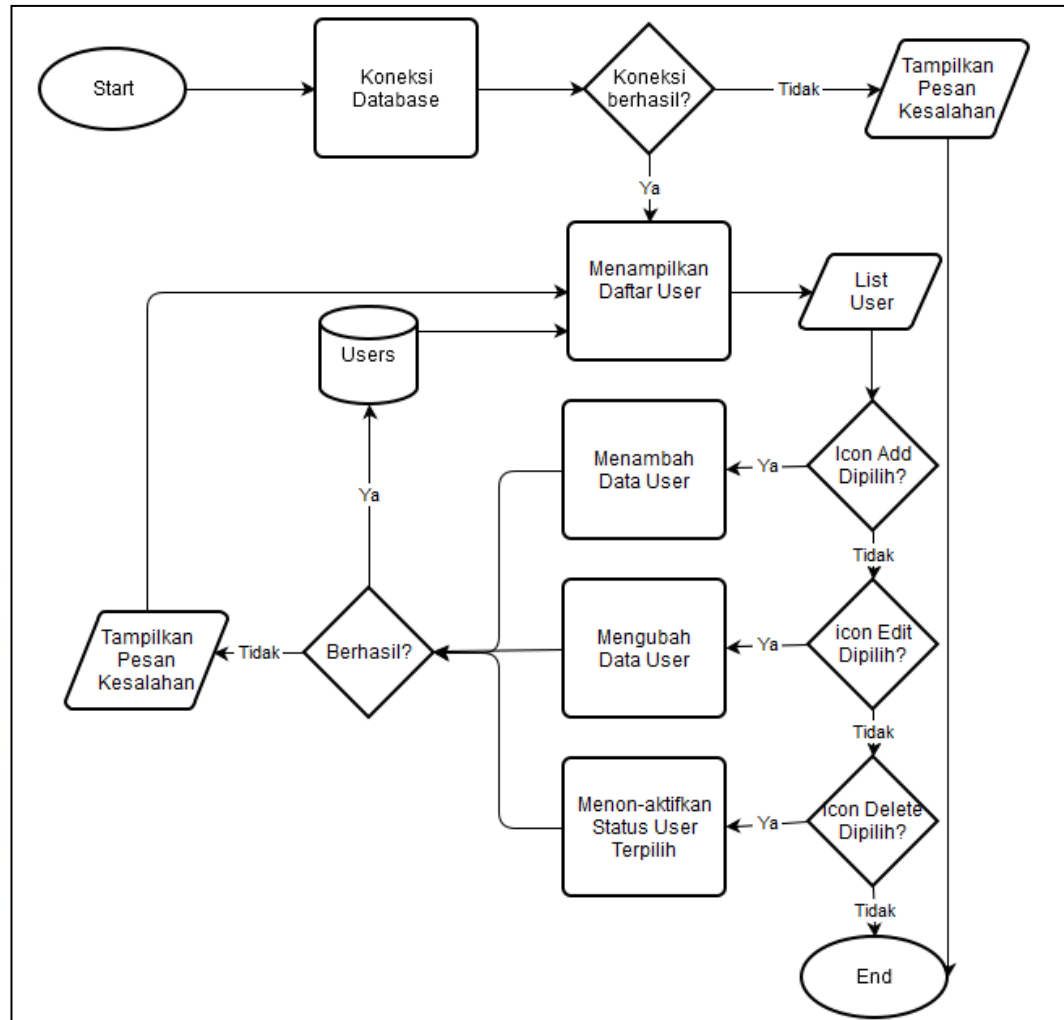 Start
Koneksi
Database
Koneksi
berhasil?
Tidak
Tampilkan
Pesan
Kesalahan
Ya
Menampilkan
Daftar User
List
User
Users
Menambah
Data User
Ya
Icon Add
Dipilih?
Ya
Tidak
Tampilkan
Pesan
Kesalahan
Tidak
Berhasil?
Mengubah
Data User
Ya
icon Edit
Dipilih?
Tidak
Menon-aktifkan
Status User
Terpilih
Ya
Icon Delete
Dipilih?
Tidak
End